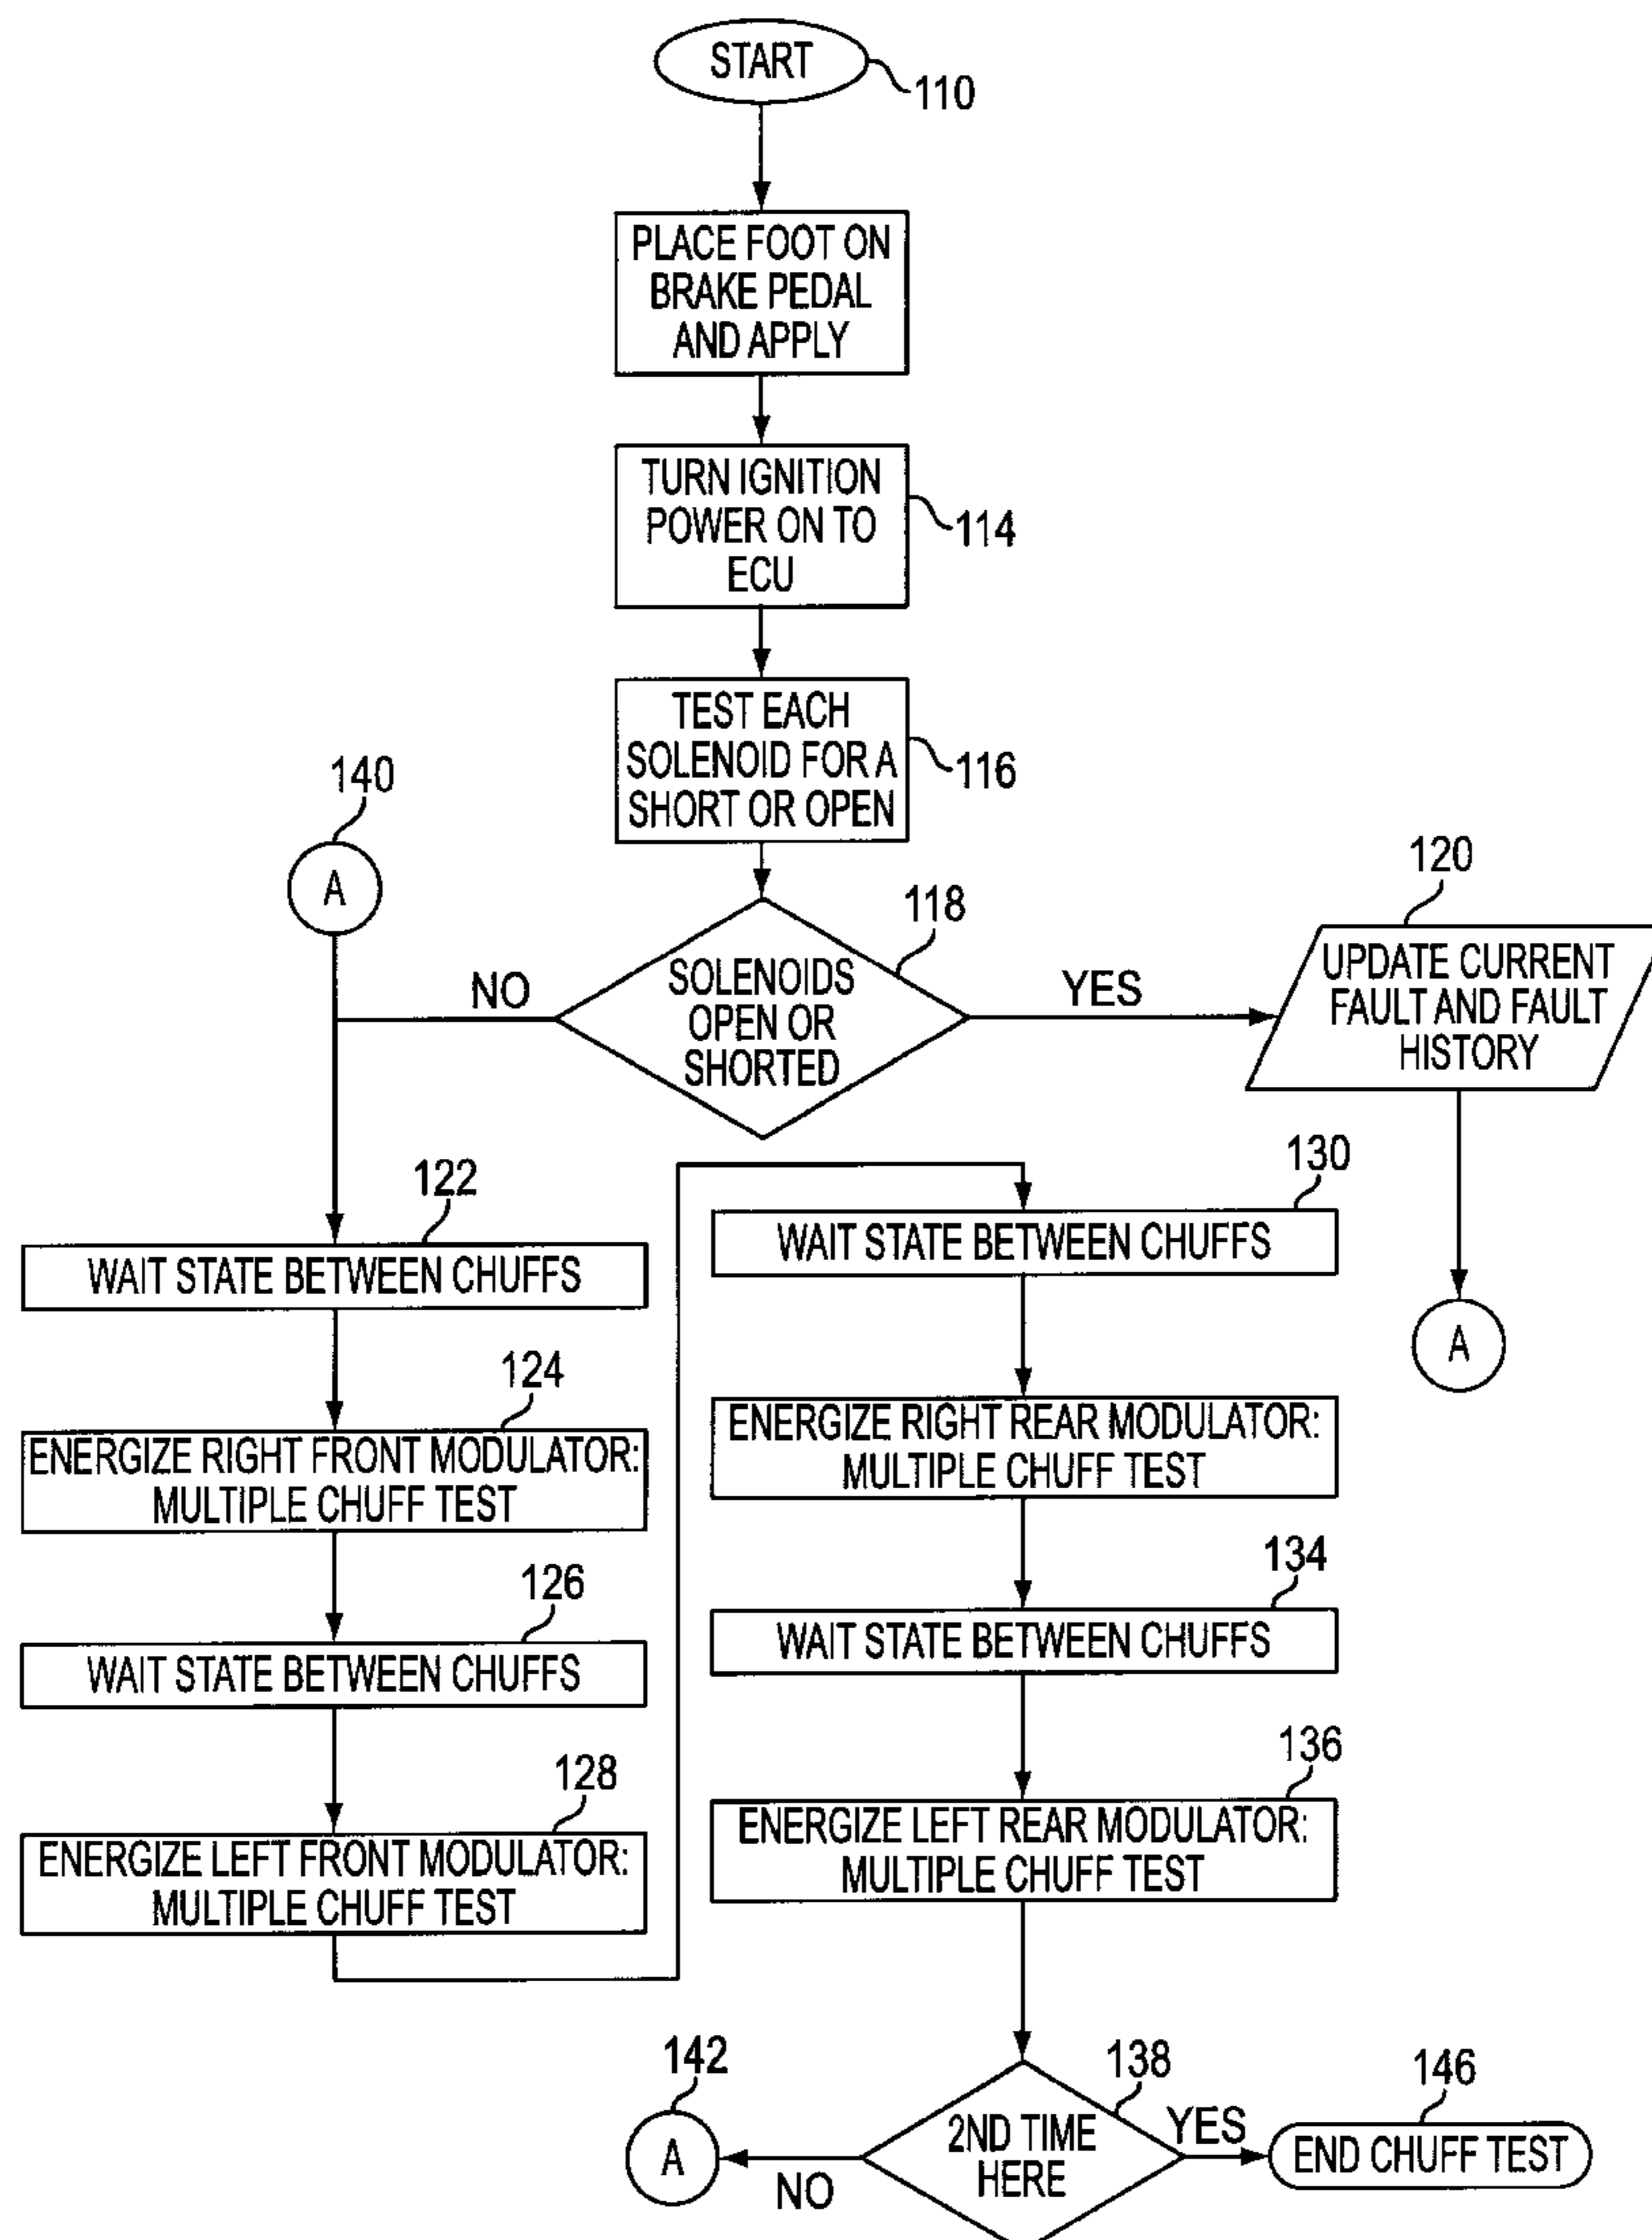 START
110
PLACE FOOT ON
BRAKE PEDAL
AND APPLY
TURN IGNITION
POWER ON TO
ECU
114
TEST EACH
SOLENOID FOR A
SHORT OR OPEN
116
140
A
118
SOLENOIDS
OPEN OR
SHORTED
NO
YES
120
UPDATE CURRENT
FAULT AND FAULT
HISTORY
A
122
WAIT STATE BETWEEN CHUFFS
124
ENERGIZE RIGHT FRONT MODULATOR:
MULTIPLE CHUFF TEST
126
WAIT STATE BETWEEN CHUFFS
128
ENERGIZE LEFT FRONT MODULATOR:
MULTIPLE CHUFF TEST
130
WAIT STATE BETWEEN CHUFFS
ENERGIZE RIGHT REAR MODULATOR:
MULTIPLE CHUFF TEST
134
WAIT STATE BETWEEN CHUFFS
136
ENERGIZE LEFT REAR MODULATOR:
MULTIPLE CHUFF TEST
138
2ND TIME
HERE
NO
142
A
YES
146
END CHUFF TEST